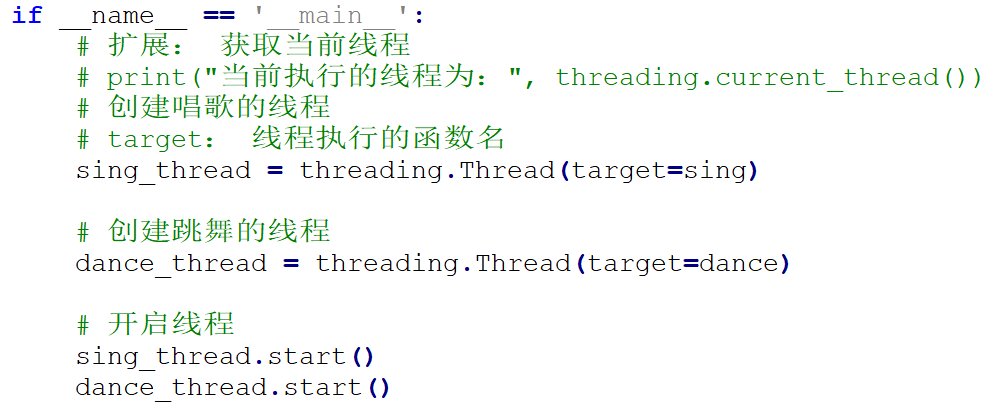 if __name__ == '__main__':
    # 扩展： 获取当前线程
    # print("当前执行的线程为：", threading.current_thread())
    # 创建唱歌的线程
    # target： 线程执行的函数名
    sing_thread = threading.Thread(target=sing)

    # 创建跳舞的线程
    dance_thread = threading.Thread(target=dance)

    # 开启线程
    sing_thread.start()
    dance_thread.start()